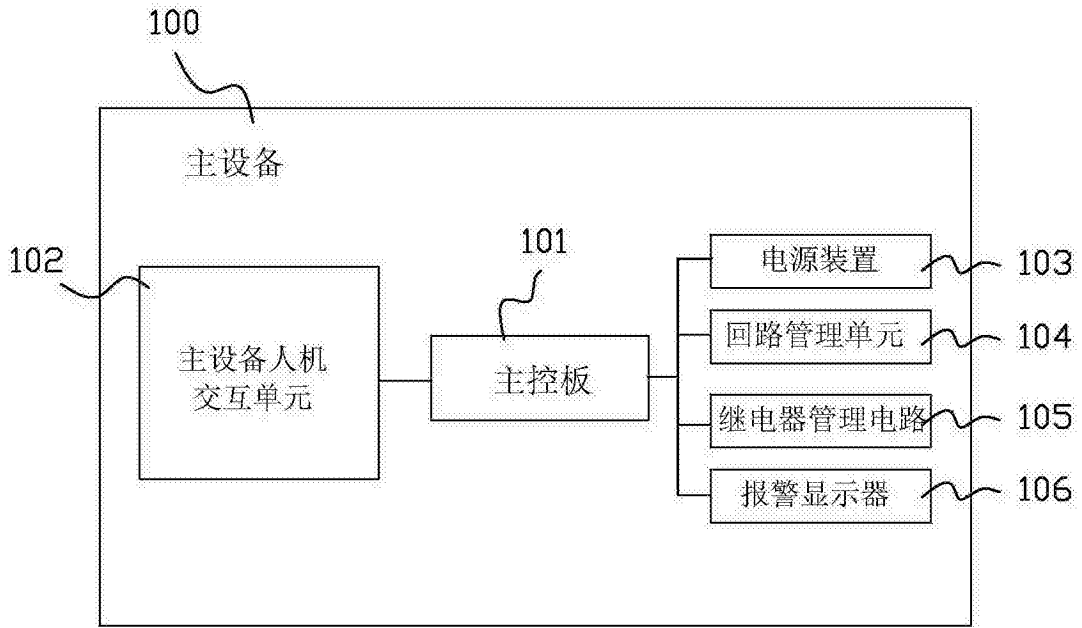 100
主设备
102
101
主设备人机
交互单元
主控板
电源装置
103
回路管理单元
104
继电器管理电路
105
报警显示器
106